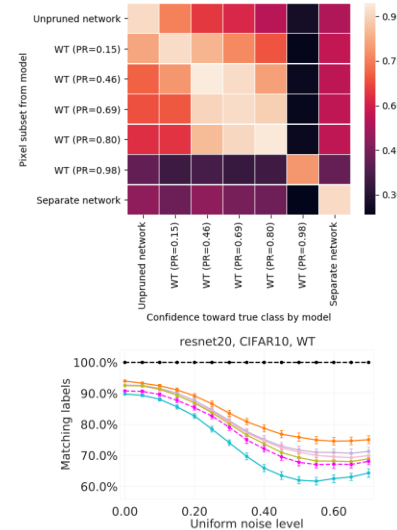 Unpruned network
WT (PR=0.15)
WT (PR=0.46)
WT (PR=0.69)
WT (PR=0.80)
WT (PR=0.98)
Separate network
Pixel subset from model
0.9
0.8
0.7
0.6
0.5
0.4
0.3
Unpruned network
WT (PR=0.15)
WT (PR=0.46)
WT (PR=0.69)
WT (PR=0.80)
WT (PR=0.98)
Separate network
Confidence toward true class by model
resnet20, CIFAR10, WT
100.0%
90.0%
80.0%
70.0%
60.0%
Matching labels
0.00
0.20
0.40
0.60
Uniform noise level